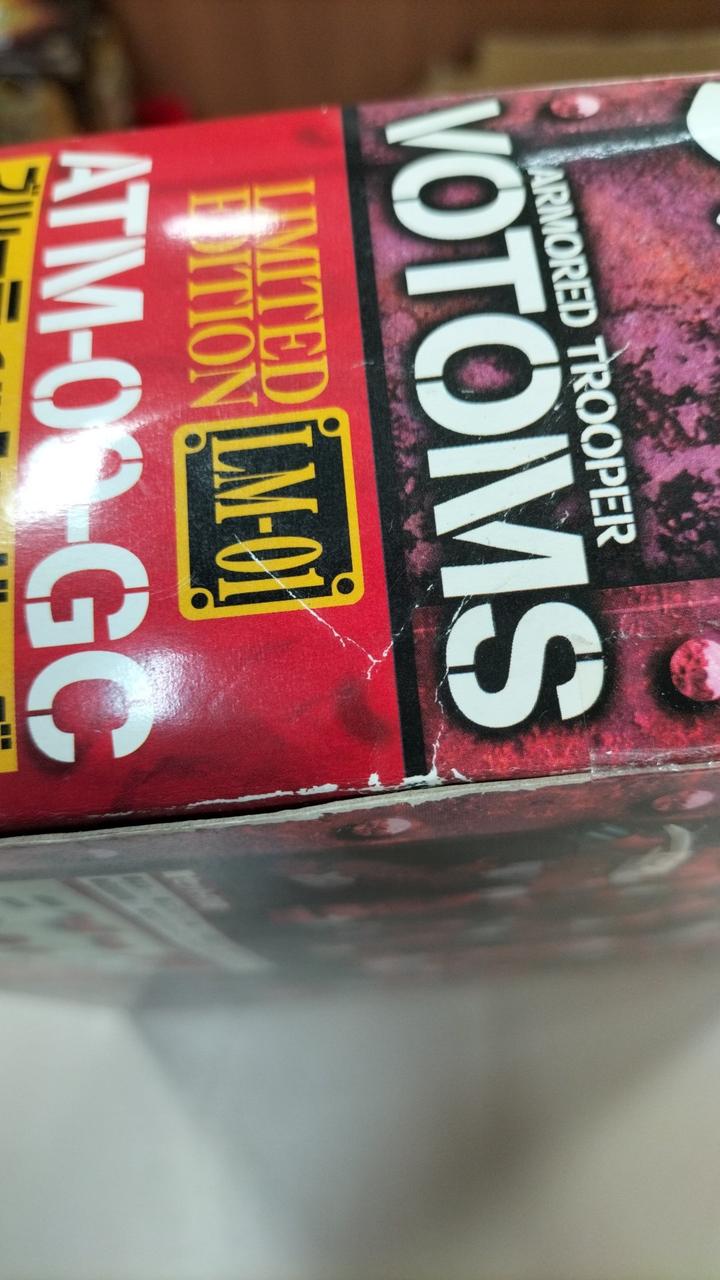 ARMORED TROOPER
VOTOMS
LIMITED
EDITION
LM-01
ATM-09-GC